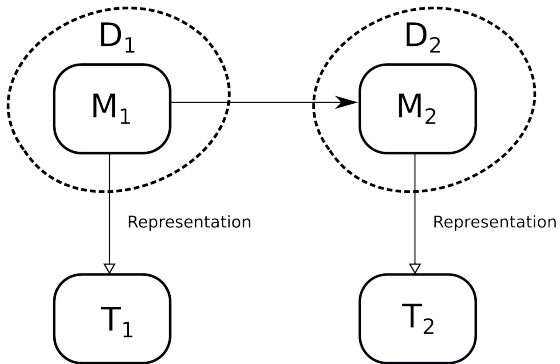 D₁
D₂
M₁
M₂
Representation
Representation
T₁
T₂